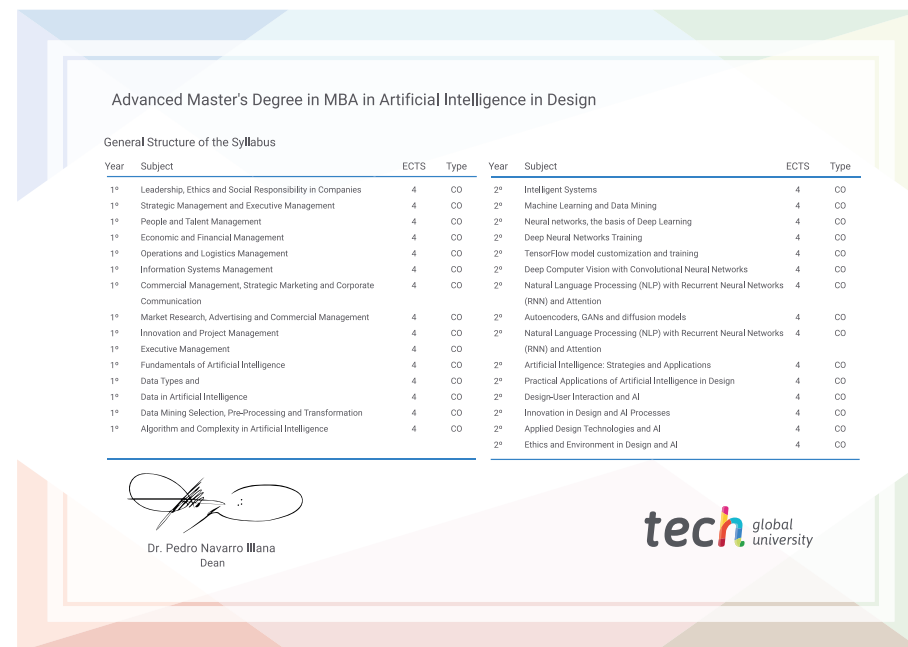 Advanced Master's Degree in MBA in Artificial Intelligence in Design
General Structure of the Syllabus
Year Subject ECTS Type
1º Leadership, Ethics and Social Responsibility in Companies 4 CO
1º Strategic Management and Executive Management 4 CO
1º People and Talent Management 4 CO
1º Economic and Financial Management 4 CO
1º Operations and Logistics Management 4 CO
1º Information Systems Management 4 CO
1º Commercial Management, Strategic Marketing and Corporate 4 CO
Communication
1º Market Research, Advertising and Commercial Management 4 CO
1º Innovation and Project Management 4 CO
1º Executive Management 4 CO
1º Fundamentals of Artificial Intelligence 4 CO
1º Data Types and 4 CO
1º Data in Artificial Intelligence 4 CO
1º Data Mining Selection, Pre-Processing and Transformation 4 CO
1º Algorithm and Complexity in Artificial Intelligence 4 CO
Year Subject ECTS Type
2º Intelligent Systems 4 CO
2º Machine Learning and Data Mining 4 CO
2º Neural networks, the basis of Deep Learning 4 CO
2º Deep Neural Networks Training 4 CO
2º TensorFlow model customization and training 4 CO
2º Deep Computer Vision with Convolutional Neural Networks 4 CO
2º Natural Language Processing (NLP) with Recurrent Neural Networks 4 CO
(RNN) and Attention
2º Autoencoders, GANs and diffusion models 4 CO
2º Natural Language Processing (NLP) with Recurrent Neural Networks 4 CO
(RNN) and Attention
2º Artificial Intelligence: Strategies and Applications 4 CO
2º Practical Applications of Artificial Intelligence in Design 4 CO
2º Design-User Interaction and AI 4 CO
2º Innovation in Design and AI Processes 4 CO
2º Applied Design Technologies and AI 4 CO
2º Ethics and Environment in Design and AI 4 CO
Dr. Pedro Navarro Illana
Dean
tech global
university